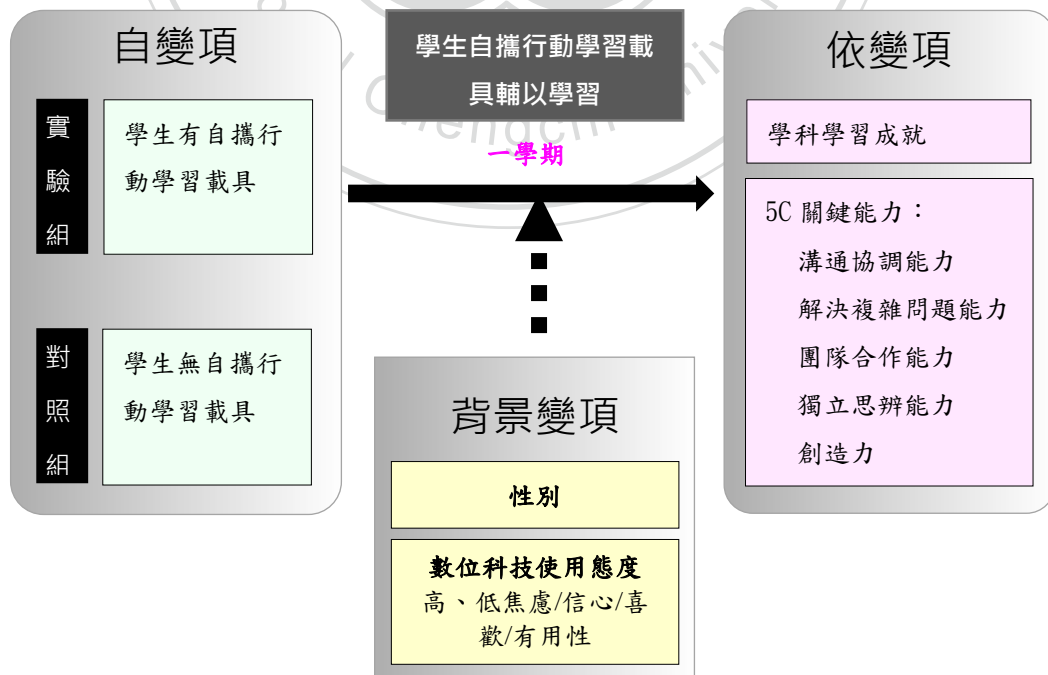 自變項
實
驗
組
學生有自攜行
動學習載具
對
照
組
學生無自攜行
動學習載具
學生自攜行動學習載
具輔以學習
一學期
背景變項
性別
數位科技使用態度
高、低焦慮/信心/喜
歡/有用性
依變項
學科學習成就
5C 關鍵能力：
溝通協調能力
解決複雜問題能力
團隊合作能力
獨立思辨能力
創造力